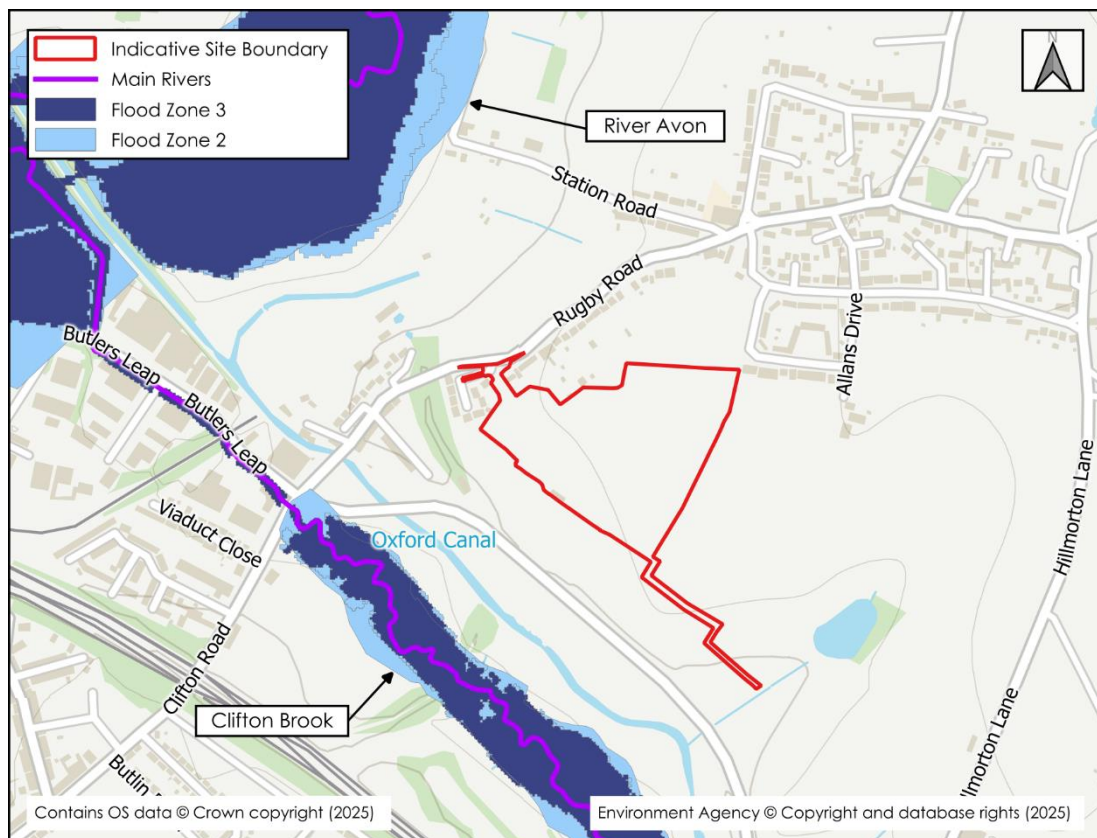 Indicative Site Boundary
Main Rivers
Flood Zone 3
Flood Zone 2
N
River Avon
Station Road
Rugby Road
Allans Drive
Butlers Leap
Butlers Leap
Viaduct Close
Oxford Canal
Hillmorton Lane
Clifton Road
Clifton Brook
Hillmorton Lane
Butlin
Contains OS data © Crown copyright (2025)
Environment Agency © Copyright and database rights (2025)